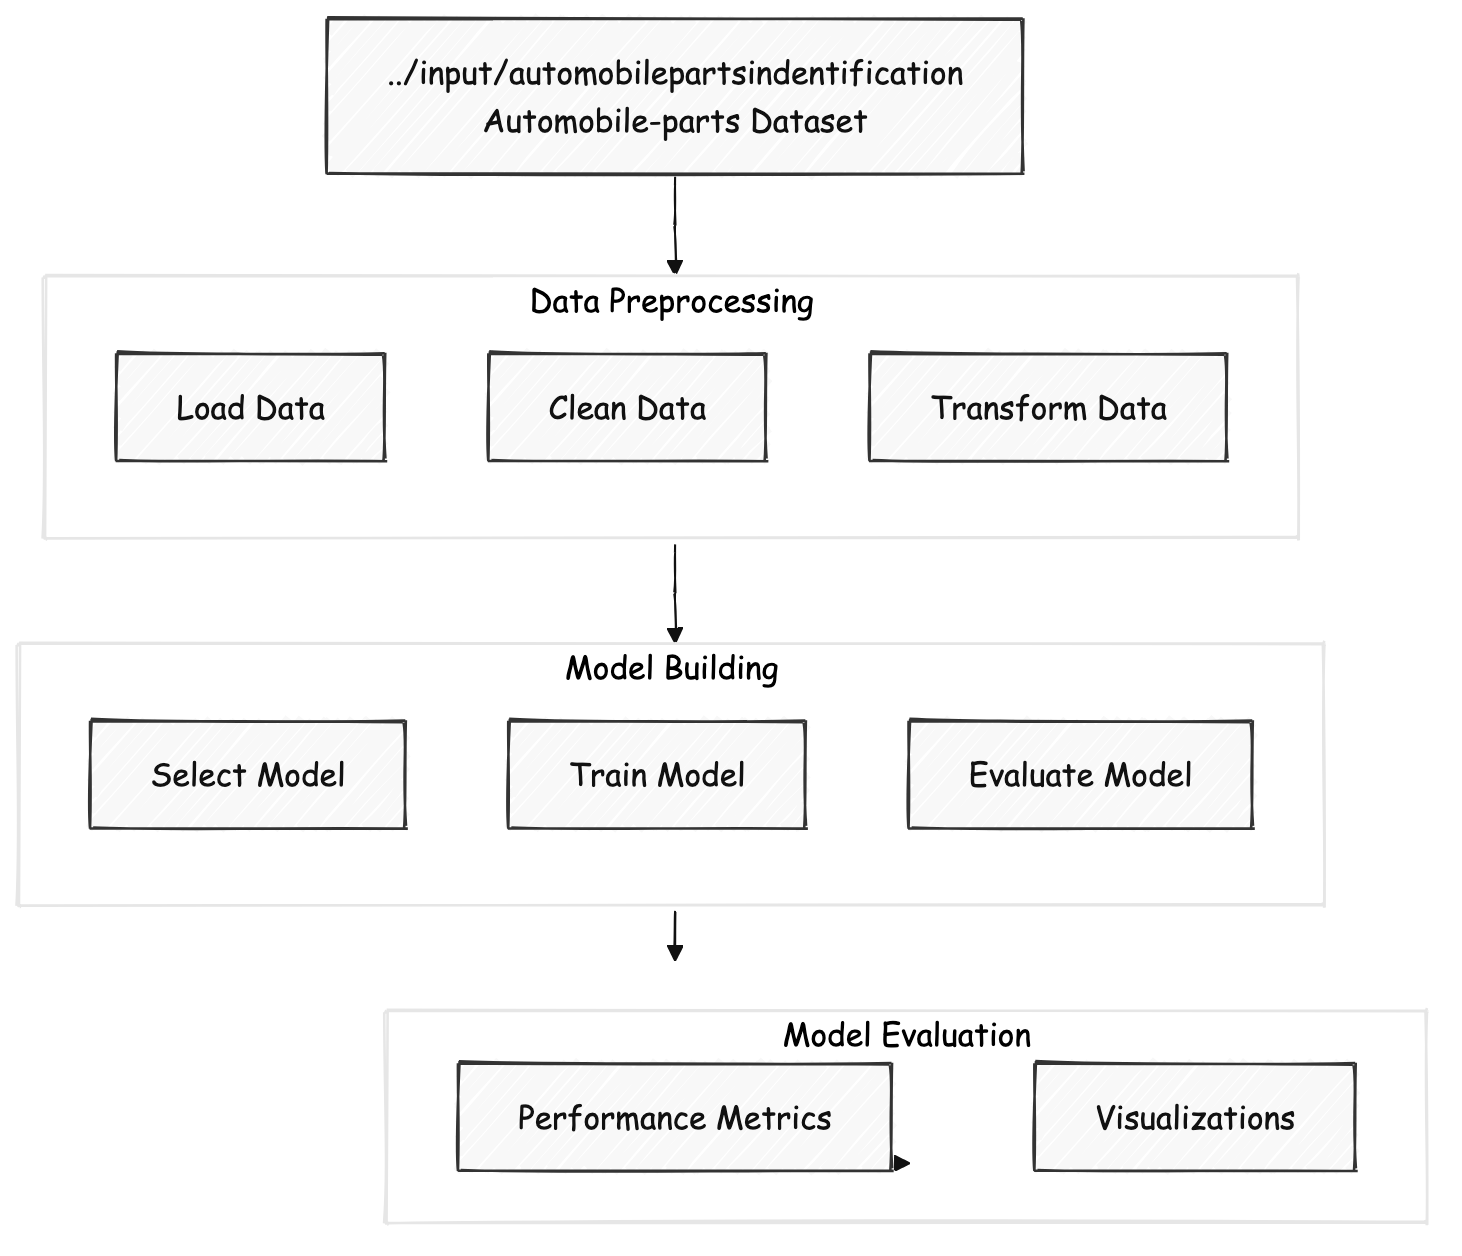 ../input/automobilepartsindentification
Automobile-parts Dataset
Data Preprocessing
Load Data
Clean Data
Transform Data
Model Building
Select Model
Train Model
Evaluate Model
Model Evaluation
Performance Metrics
Visualizations